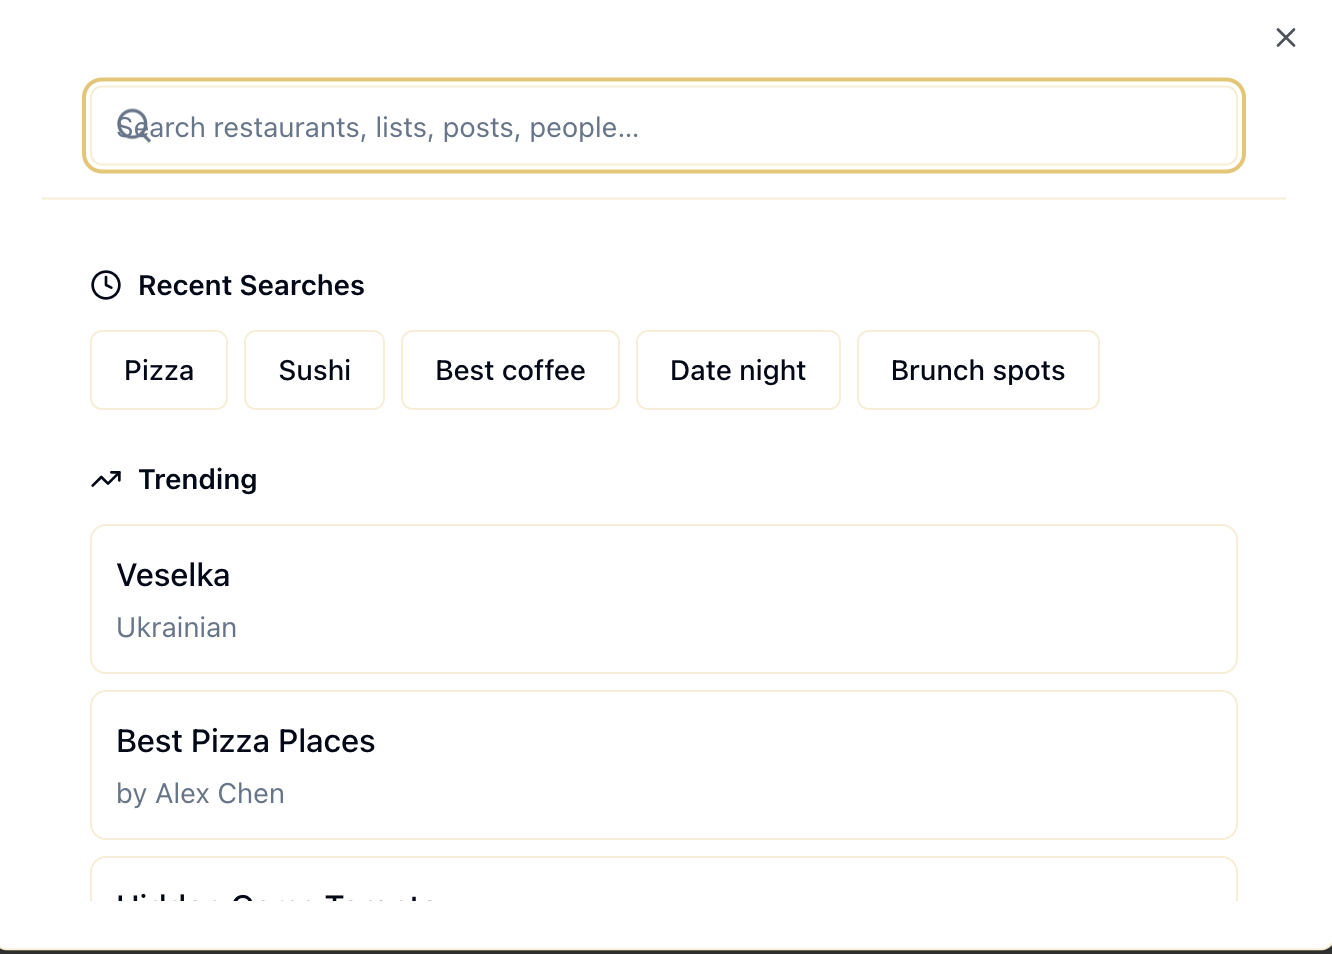 Search restaurants, lists, posts, people...
Recent Searches
Pizza
Sushi
Best coffee
Date night
Brunch spots
Trending
Veselka
Ukrainian
Best Pizza Places
by Alex Chen